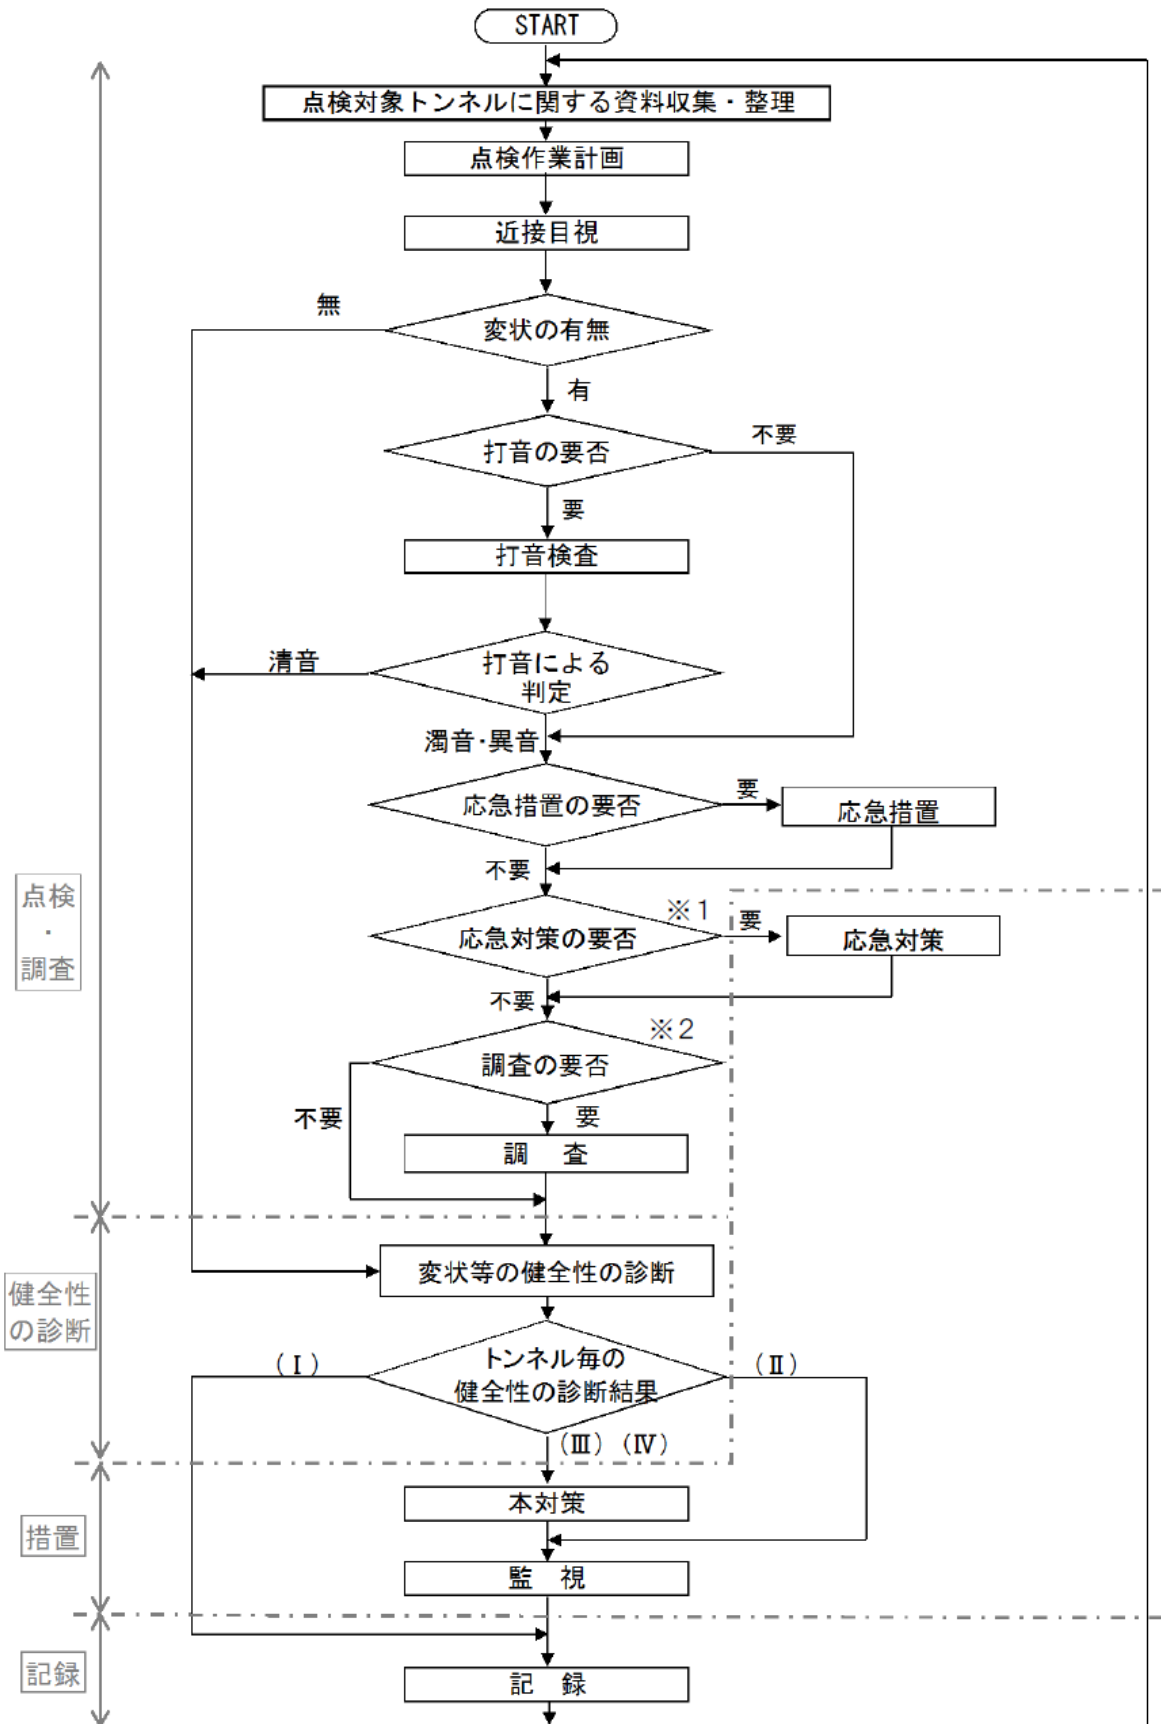 START
点検対象トンネルに関する資料収集・整理
点検作業計画
近接目視
無
変状の有無
有
打音の要否
不要
要
打音検査
清音
打音による
判定
濁音・異音
応急措置の要否
要
応急措置
不要
点検
・
調査
※1
応急対策の要否
要
応急対策
不要
※2
調査の要否
不要
要
調　査
健全性
の診断
変状等の健全性の診断
(Ⅰ)
トンネル毎の
健全性の診断結果
(Ⅱ)
(Ⅲ) (Ⅳ)
措置
本対策
監　視
記録
記　録